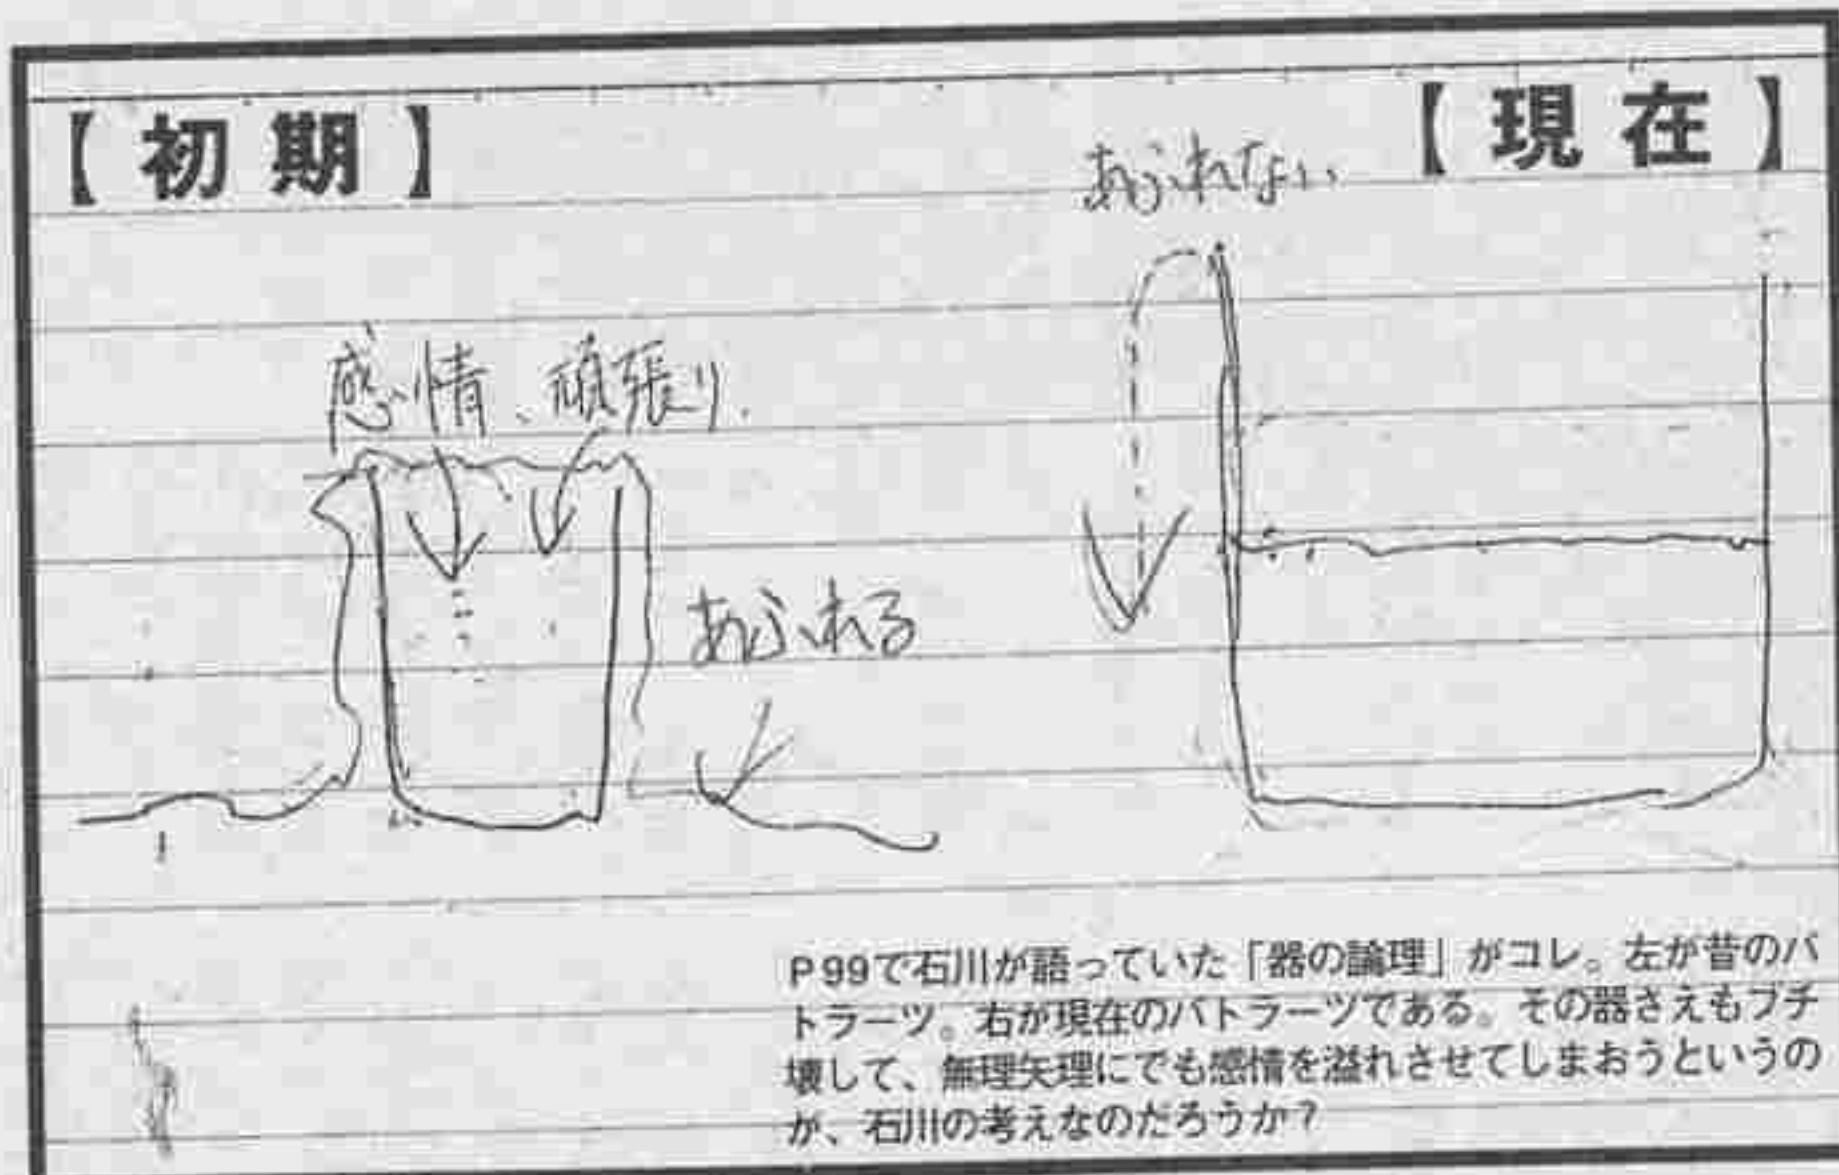 【初期】
【現在】
あふれない
感情、頑張り
あふれる
P99で石川が語っていた「器の論理」がコレ。左が昔のバ
トラーツ。右が現在のバトラーツである。その器さえもブチ
壊して、無理矢理にでも感情を溢れさせてしまおうというの
が、石川の考えなのだろうか?